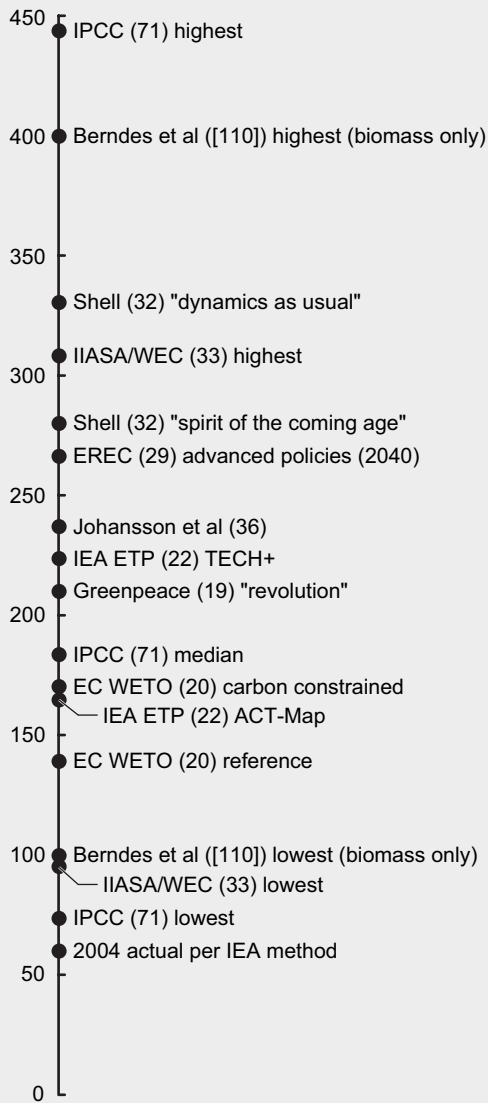 450
IPCC (71) highest
400
Berndes et al ([110]) highest (biomass only)
350
Shell (32) "dynamics as usual"
IIASA/WEC (33) highest
300
Shell (32) "spirit of the coming age"
EREC (29) advanced policies (2040)
250
Johansson et al (36)
IEA ETP (22) TECH+
Greenpeace (19) "revolution"
200
IPCC (71) median
EC WETO (20) carbon constrained
IEA ETP (22) ACT-Map
150
EC WETO (20) reference
100
Berndes et al ([110]) lowest (biomass only)
IIASA/WEC (33) lowest
IPCC (71) lowest
2004 actual per IEA method
50
0